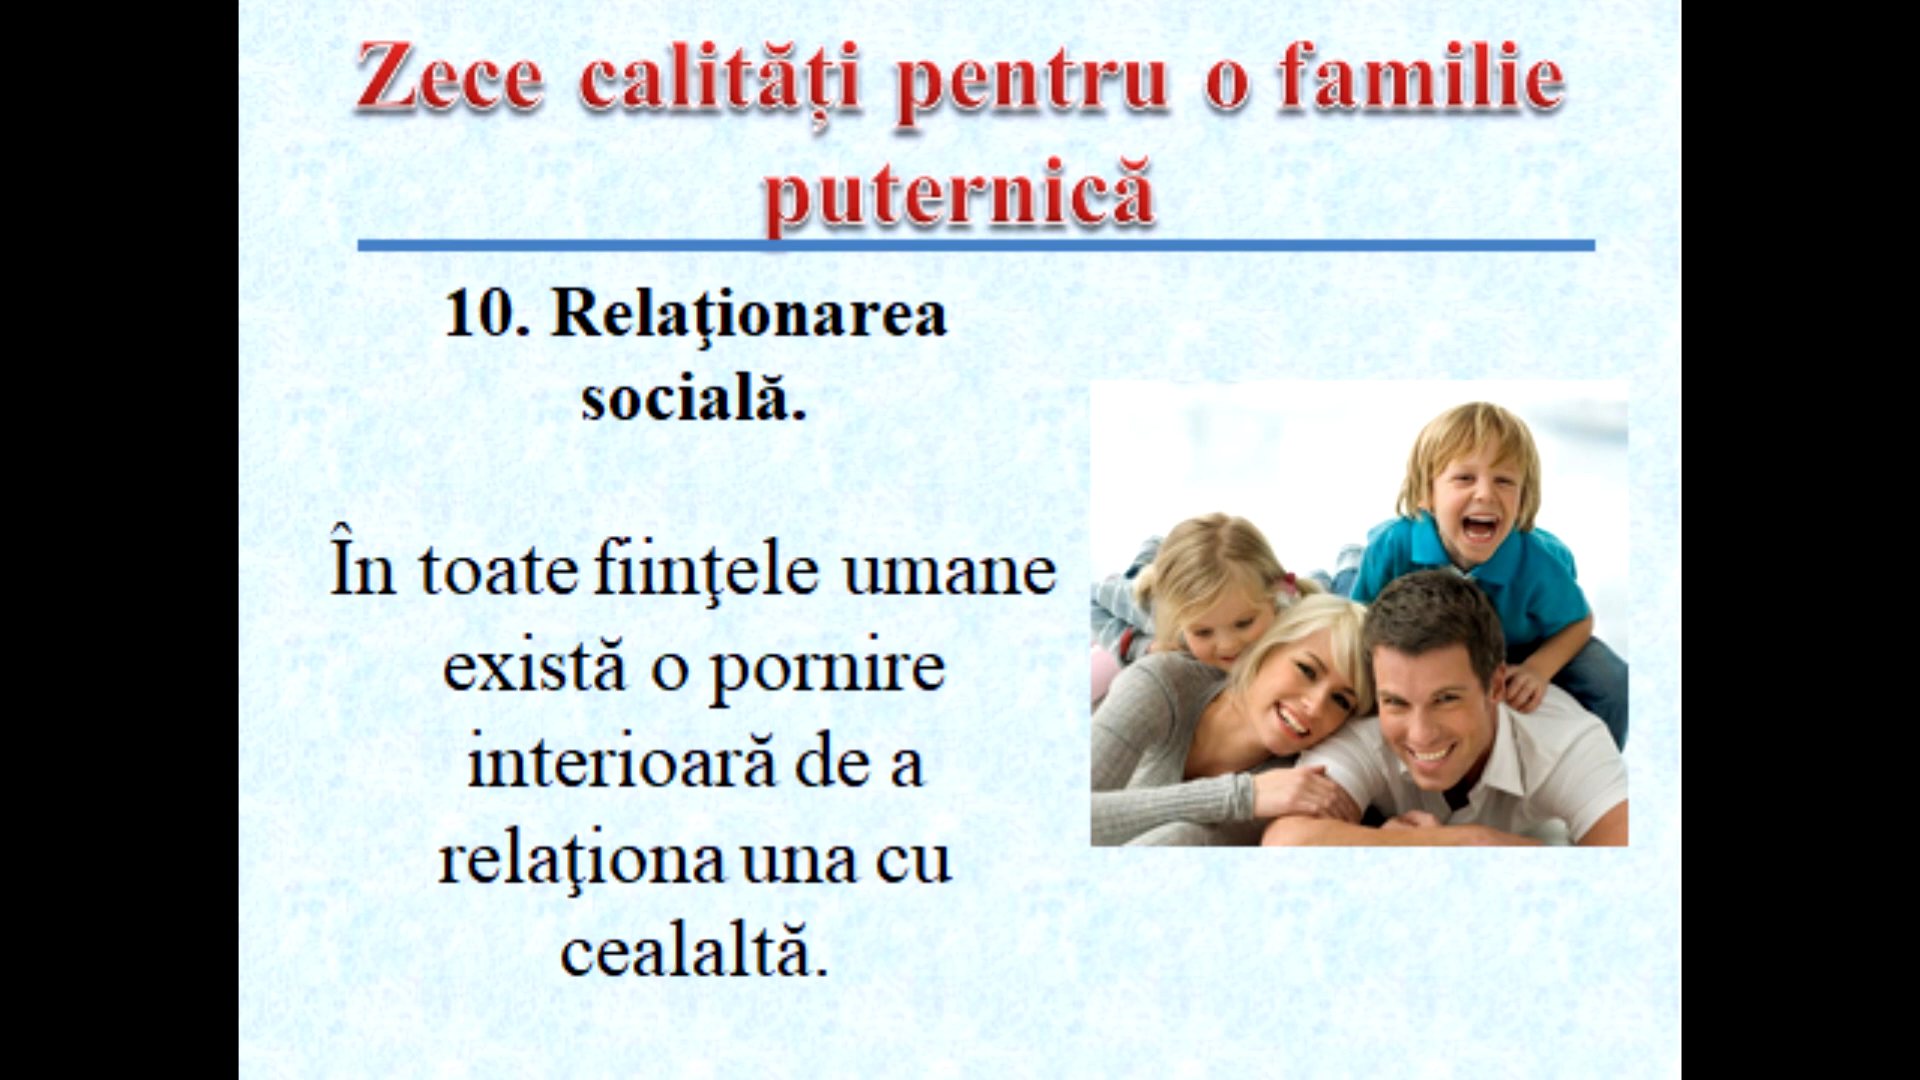 Zece calități pentru o familie
puternică
10. Relaţionarea
socială.
În toate fiinţele umane
există o pornire
interioară de a
relaţiona una cu
cealaltă.